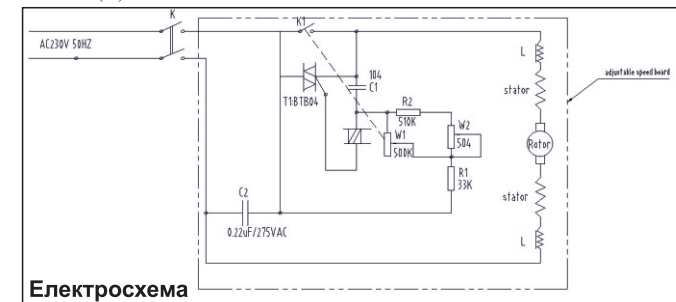 K
K1
AC230V 50HZ
L
104
C1
adjustable speed board
T1:BTB04
stator
R2
510K
W2
504
W1
500K
Rotor
R1
33K
C2
stator
0.22uF/275VAC
L
Електросхема